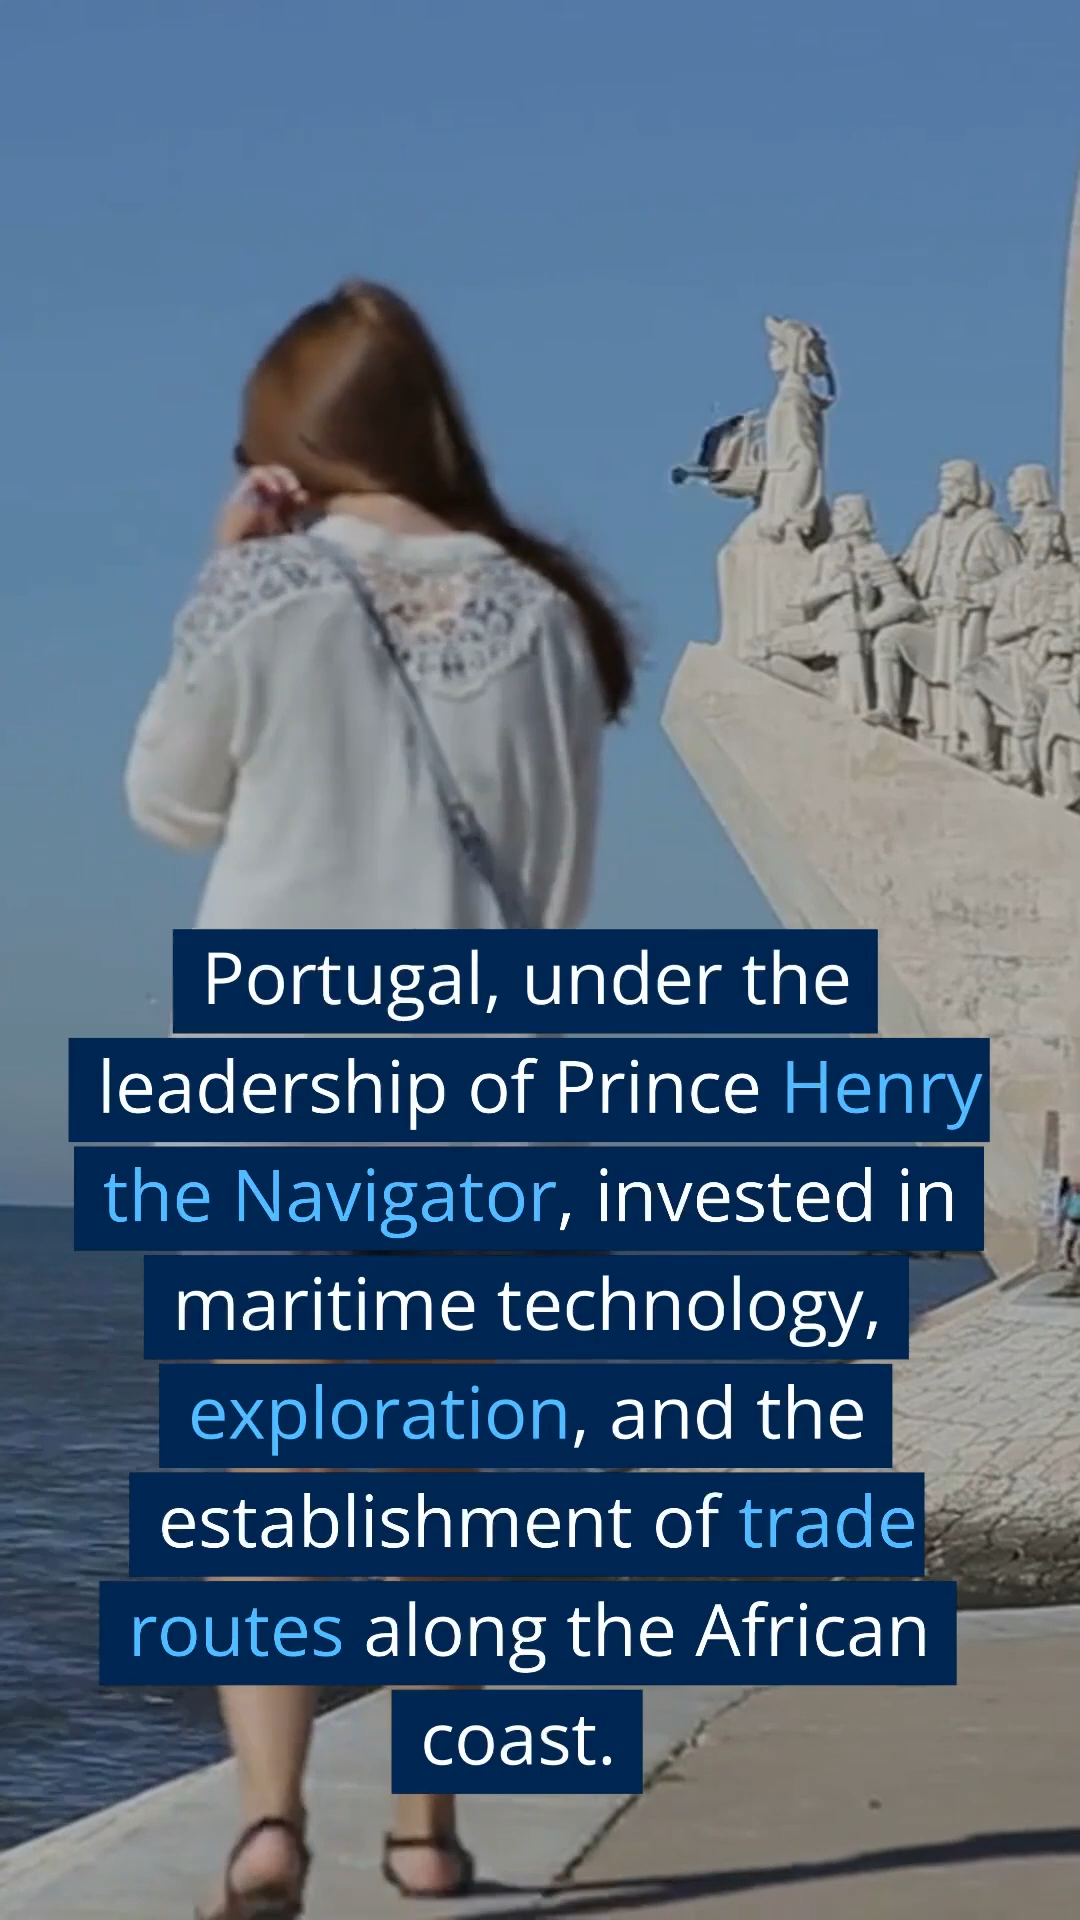 Portugal, under the
leadership of Prince Henry
the Navigator, invested in
maritime technology,
exploration, and the
establishment of trade
routes along the African
coast.